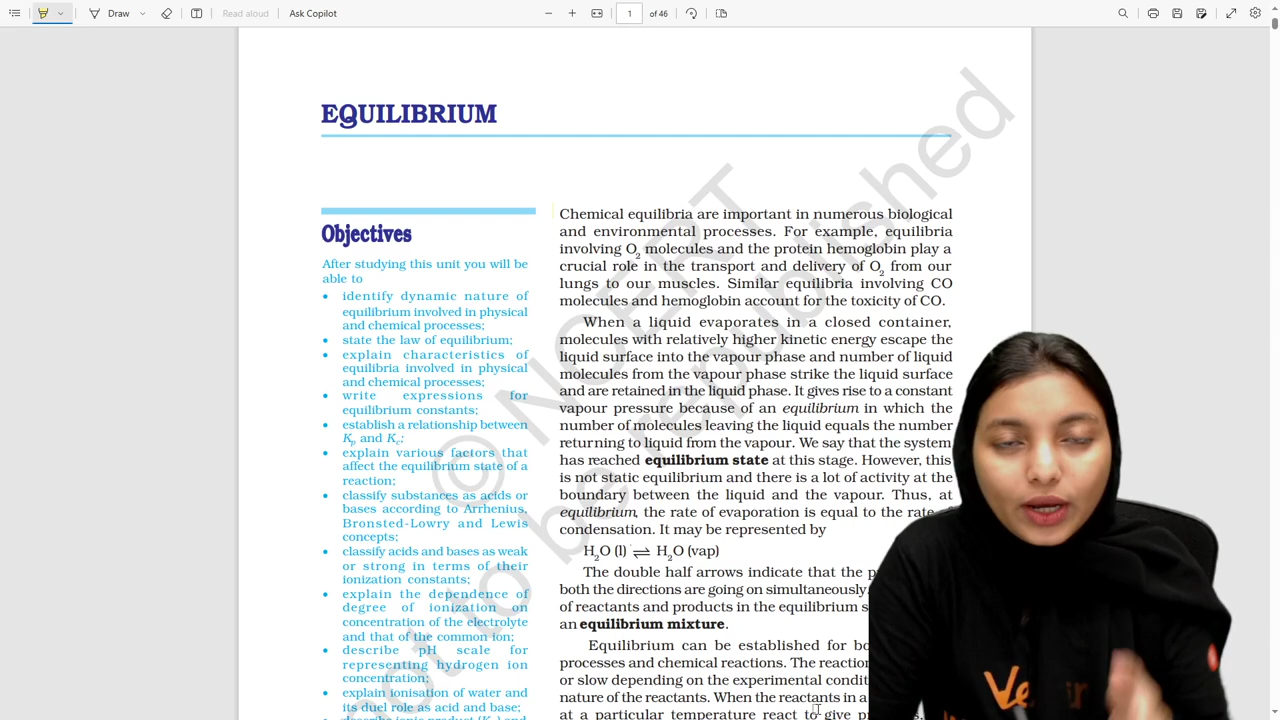 Draw
Read aloud
Ask Copilot
1
of 46
EQUILIBRIUM
Objectives
After studying this unit you will be
able to
• identify dynamic nature of
equilibrium involved in physical
and chemical processes;
• state the law of equilibrium;
• explain characteristics of
equilibria involved in physical
and chemical processes;
• write expressions for
equilibrium constants;
• establish a relationship between
Kp and Kc;
• explain various factors that
affect the equilibrium state of a
reaction;
• classify substances as acids or
bases according to Arrhenius,
Bronsted-Lowry and Lewis
concepts;
• classify acids and bases as weak
or strong in terms of their
ionization constants;
• explain the dependence of
degree of ionization on
concentration of the electrolyte
and that of the common ion;
• describe pH scale for
representing hydrogen ion
concentration;
• explain ionisation of water and
its duel role as acid and base;
Chemical equilibria are important in numerous biological
and environmental processes. For example, equilibria
involving O₂ molecules and the protein hemoglobin play a
crucial role in the transport and delivery of O₂ from our
lungs to our muscles. Similar equilibria involving CO
molecules and hemoglobin account for the toxicity of CO.
When a liquid evaporates in a closed container,
molecules with relatively higher kinetic energy escape the
liquid surface into the vapour phase and number of liquid
molecules from the vapour phase strike the liquid surface
and are retained in the liquid phase. It gives rise to a constant
vapour pressure because of an equilibrium in which the
number of molecules leaving the liquid equals the number
returning to liquid from the vapour. We say that the system
has reached equilibrium state at this stage. However, this
is not static equilibrium and there is a lot of activity at the
boundary between the liquid and the vapour. Thus, at
equilibrium, the rate of evaporation is equal to the rate of
condensation. It may be represented by
H₂O (l) ⇌ H₂O (vap)
The double half arrows indicate that the
both the directions are going on simultaneously.
of reactants and products in the equilibrium
an equilibrium mixture.
Equilibrium can be established for
processes and chemical reactions. The reaction
or slow depending on the experimental
nature of the reactants. When the reactants in a
at a particular temperature react to give
© NCERT
not to be republished